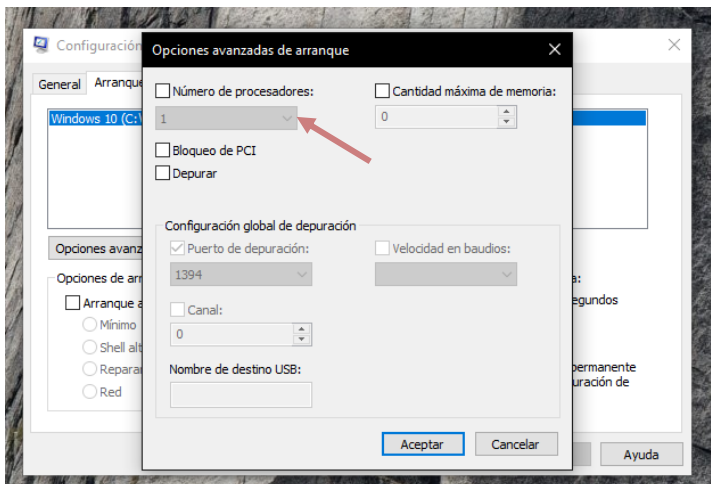 Configuración
Opciones avanzadas de arranque
General
Arranque
Windows 10 (C:\
Número de procesadores:
Cantidad máxima de memoria:
1
0
Bloqueo de PCI
Depurar
Configuración global de depuración
Puerto de depuración:
Velocidad en baudios:
1394
Canal:
0
Nombre de destino USB:
Aceptar
Cancelar
Opciones avanz
Opciones de arr
Arranque a
Mínimo
Shell alt
Repara
Red
a:
egundos
permanente
uración de
Ayuda